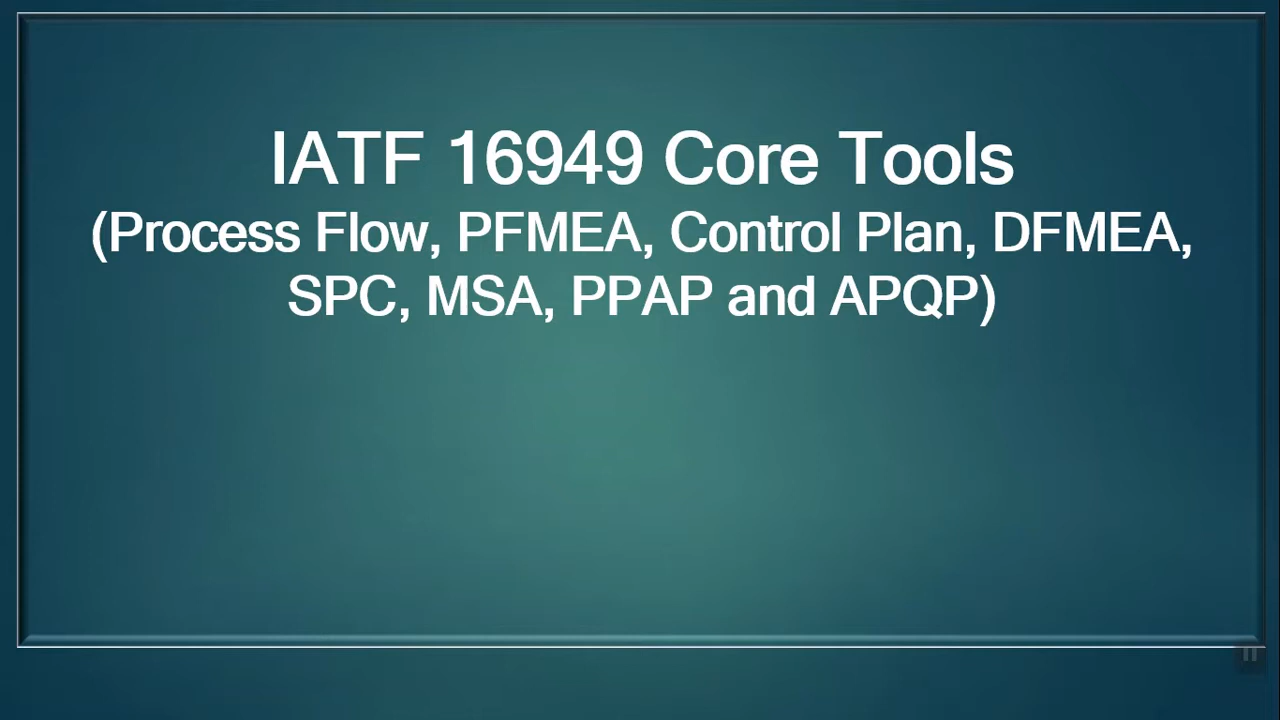 IATF 16949 Core Tools
(Process Flow, PFMEA, Control Plan, DFMEA,
SPC, MSA, PPAP and APQP)